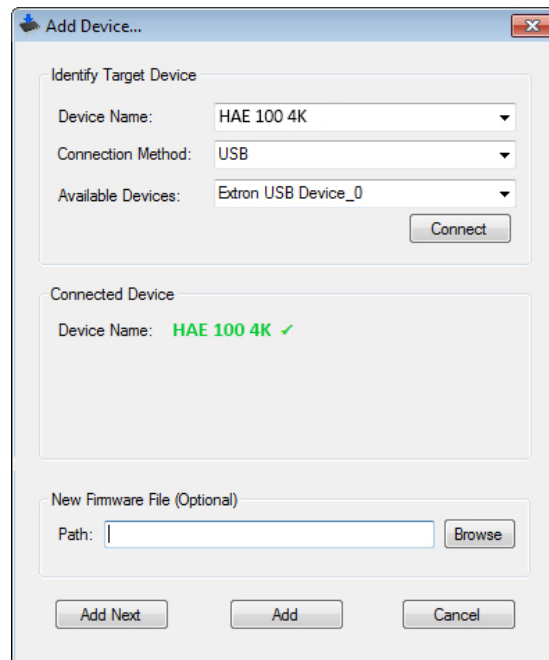 Add Device...
Identify Target Device
Device Name: HAE 100 4K
Connection Method: USB
Available Devices: Extron USB Device_0
Connect
Connected Device
Device Name: HAE 100 4K ✓
New Firmware File (Optional)
Path: Browse
Add Next Add Cancel